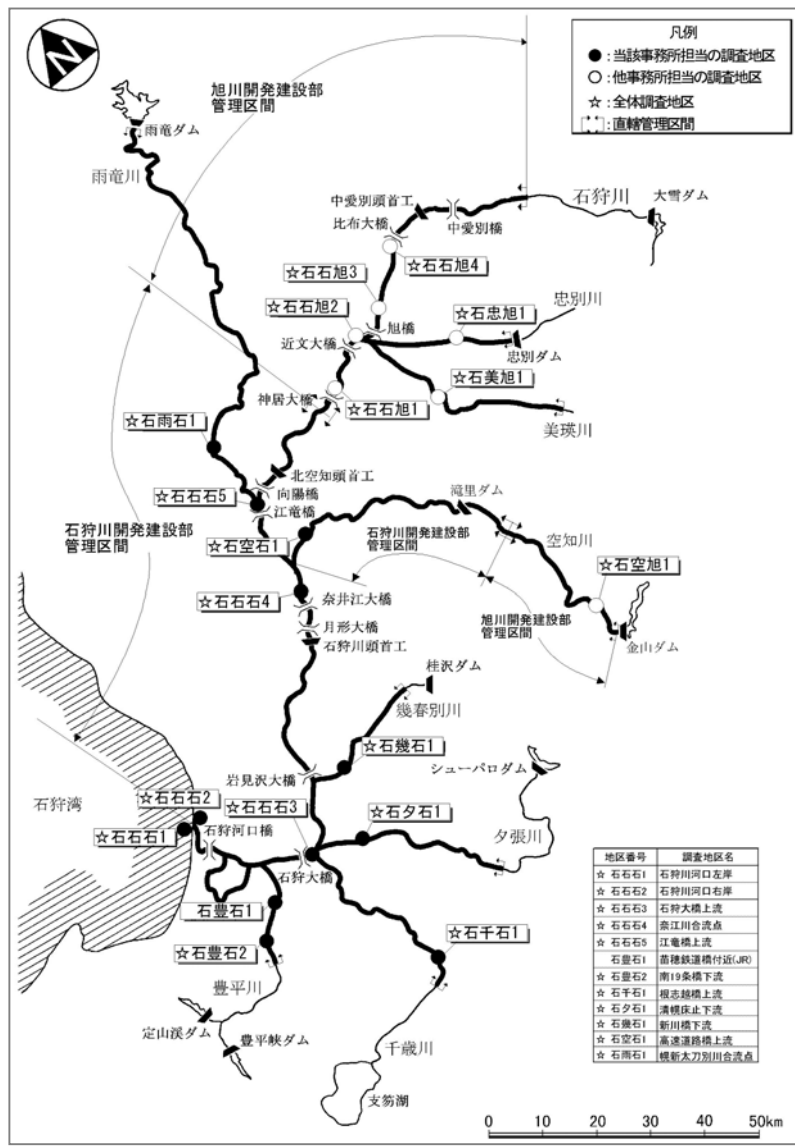 凡例
● : 当該事務所担当の調査地区
○ : 他事務所担当の調査地区
☆ : 全体調査地区
: 直轄管理区間
N
旭川開発建設部
管理区間
雨竜ダム
雨竜川
石狩川
大雪ダム
中愛別頭首工
中愛別橋
比布大橋
☆石石旭4
☆石石旭3
☆石石旭2
忠別川
☆石忠旭1
旭橋
近文大橋
忠別ダム
☆石美旭1
神居大橋
☆石石旭1
美瑛川
☆石雨石1
北空知頭首工
☆石石石5
向陽橋
江竜橋
滝里ダム
石狩川開発建設部
管理区間
☆石空石1
石狩川開発建設部
管理区間
空知川
☆石空旭1
☆石石石4
奈井江大橋
旭川開発建設部
管理区間
月形大橋
石狩川頭首工
金山ダム
桂沢ダム
幾春別川
☆石幾石1
シューパロダム
岩見沢大橋
石狩湾
☆石石石2
☆石石石3
☆石夕石1
☆石石石1
石狩河口橋
夕張川
石狩大橋
石豊石1
☆石豊石2
☆石千石1
豊平川
定山渓ダム
豊平峡ダム
千歳川
支笏湖
地区番号 調査地区名
☆ 石石石1 石狩川河口左岸
☆ 石石石2 石狩川河口右岸
☆ 石石石3 石狩大橋上流
☆ 石石石4 奈江川合流点
☆ 石石石5 江竜橋上流
石豊石1 苗穂鉄道橋付近(JR)
☆ 石豊石2 南19条橋下流
☆ 石千石1 根志越橋上流
☆ 石夕石1 清幌床止下流
☆ 石幾石1 新川橋下流
☆ 石空石1 高速道路橋上流
☆ 石雨石1 幌新太刀別川合流点
0 10 20 30 40 50km